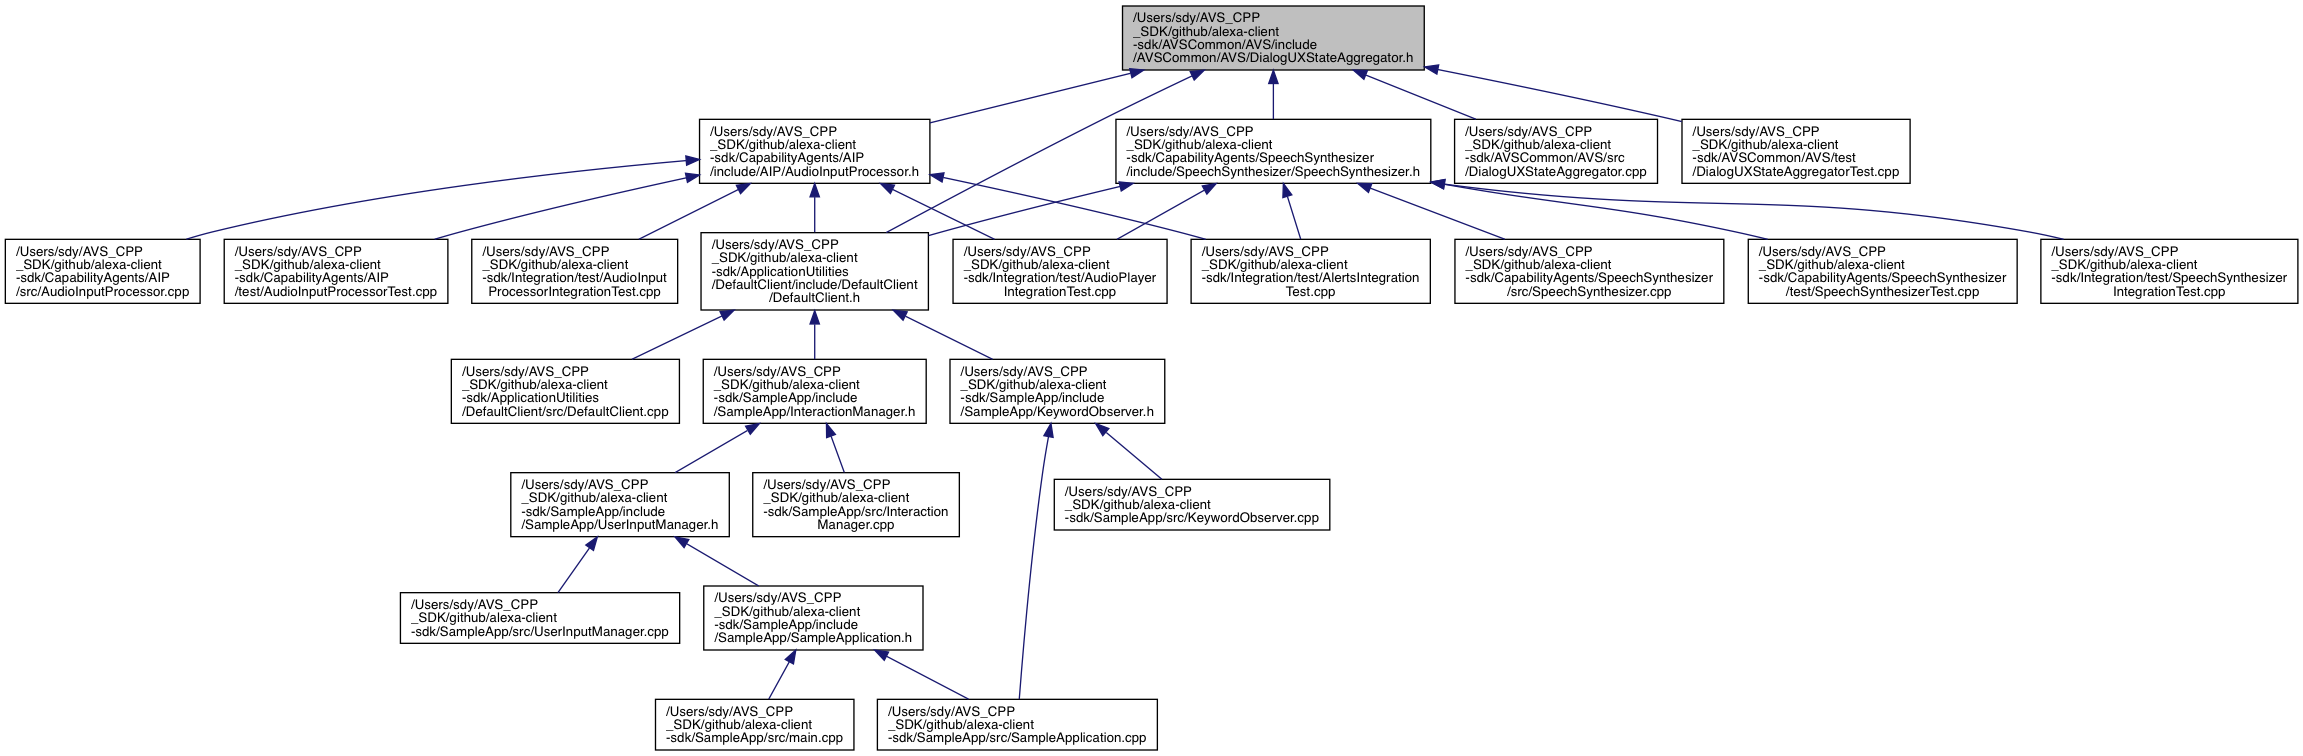 /Users/sdy/AVS_CPP
_SDK/github/alexa-client
-sdk/AVSCommon/AVS/include
/AVSCommon/AVS/DialogUXStateAggregator.h
/Users/sdy/AVS_CPP
_SDK/github/alexa-client
-sdk/CapabilityAgents/AIP
/include/AIP/AudioInputProcessor.h
/Users/sdy/AVS_CPP
_SDK/github/alexa-client
-sdk/CapabilityAgents/SpeechSynthesizer
/include/SpeechSynthesizer/SpeechSynthesizer.h
/Users/sdy/AVS_CPP
_SDK/github/alexa-client
-sdk/AVSCommon/AVS/src
/DialogUXStateAggregator.cpp
/Users/sdy/AVS_CPP
_SDK/github/alexa-client
-sdk/AVSCommon/AVS/test
/DialogUXStateAggregatorTest.cpp
/Users/sdy/AVS_CPP
_SDK/github/alexa-client
-sdk/CapabilityAgents/AIP
/src/AudioInputProcessor.cpp
/Users/sdy/AVS_CPP
_SDK/github/alexa-client
-sdk/CapabilityAgents/AIP
/test/AudioInputProcessorTest.cpp
/Users/sdy/AVS_CPP
_SDK/github/alexa-client
-sdk/Integration/test/AudioInput
ProcessorIntegrationTest.cpp
/Users/sdy/AVS_CPP
_SDK/github/alexa-client
-sdk/ApplicationUtilities
/DefaultClient/include/DefaultClient
/DefaultClient.h
/Users/sdy/AVS_CPP
_SDK/github/alexa-client
-sdk/Integration/test/AudioPlayer
IntegrationTest.cpp
/Users/sdy/AVS_CPP
_SDK/github/alexa-client
-sdk/Integration/test/AlertsIntegration
Test.cpp
/Users/sdy/AVS_CPP
_SDK/github/alexa-client
-sdk/CapabilityAgents/SpeechSynthesizer
/src/SpeechSynthesizer.cpp
/Users/sdy/AVS_CPP
_SDK/github/alexa-client
-sdk/CapabilityAgents/SpeechSynthesizer
/test/SpeechSynthesizerTest.cpp
/Users/sdy/AVS_CPP
_SDK/github/alexa-client
-sdk/Integration/test/SpeechSynthesizer
IntegrationTest.cpp
/Users/sdy/AVS_CPP
_SDK/github/alexa-client
-sdk/ApplicationUtilities
/DefaultClient/src/DefaultClient.cpp
/Users/sdy/AVS_CPP
_SDK/github/alexa-client
-sdk/SampleApp/include
/SampleApp/InteractionManager.h
/Users/sdy/AVS_CPP
_SDK/github/alexa-client
-sdk/SampleApp/include
/SampleApp/KeywordObserver.h
/Users/sdy/AVS_CPP
_SDK/github/alexa-client
-sdk/SampleApp/include
/SampleApp/UserInputManager.h
/Users/sdy/AVS_CPP
_SDK/github/alexa-client
-sdk/SampleApp/src/Interaction
Manager.cpp
/Users/sdy/AVS_CPP
_SDK/github/alexa-client
-sdk/SampleApp/src/KeywordObserver.cpp
/Users/sdy/AVS_CPP
_SDK/github/alexa-client
-sdk/SampleApp/src/UserInputManager.cpp
/Users/sdy/AVS_CPP
_SDK/github/alexa-client
-sdk/SampleApp/include
/SampleApp/SampleApplication.h
/Users/sdy/AVS_CPP
_SDK/github/alexa-client
-sdk/SampleApp/src/main.cpp
/Users/sdy/AVS_CPP
_SDK/github/alexa-client
-sdk/SampleApp/src/SampleApplication.cpp